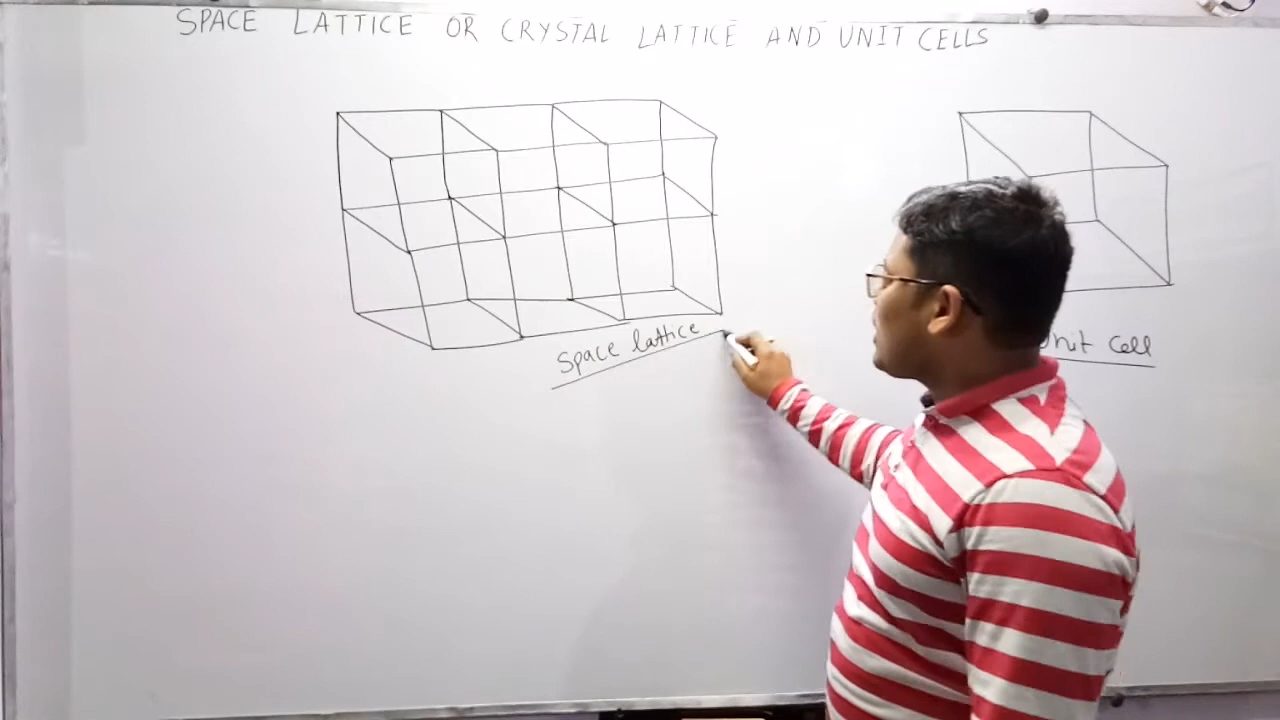 SPACE LATTICE OR CRYSTAL LATTICE AND UNIT CELLS
Space lattice
Unit cell